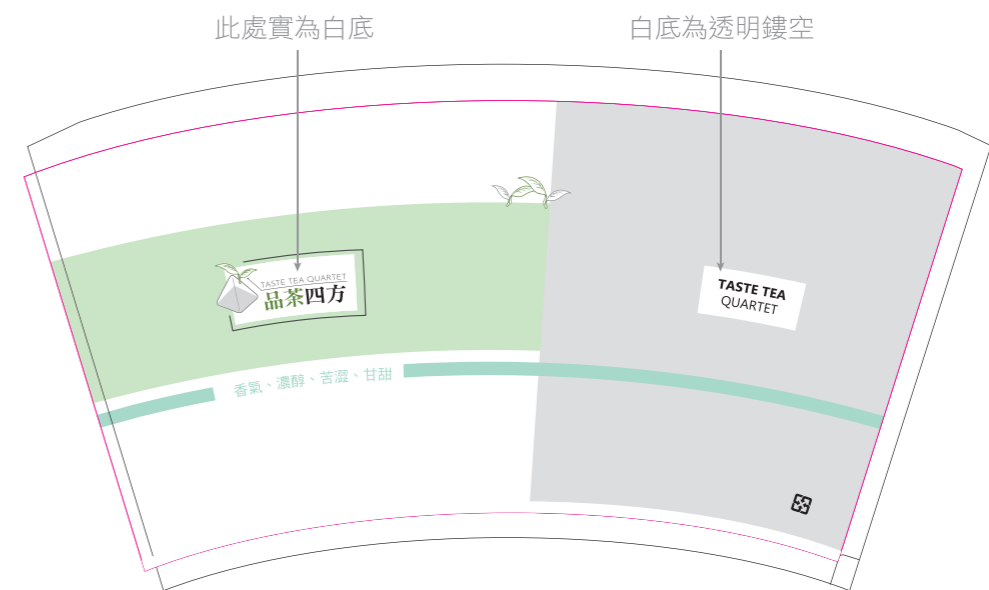 此處實為白底
白底為透明鏤空
TASTE TEA QUARTET
品茶四方
TASTE TEA
QUARTET
香氣、濃醇、苦澀、甘甜